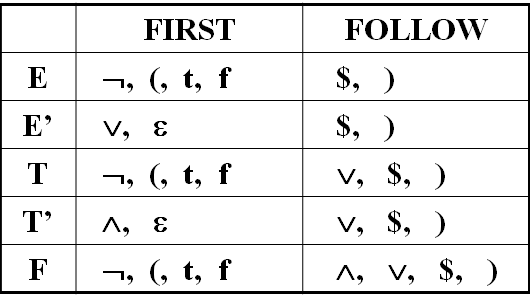 FIRST FOLLOW
E ¬, (, t, f $, )
E’ ∨, ε $, )
T ¬, (, t, f ∨, $, )
T’ ∧, ε ∨, $, )
F ¬, (, t, f ∧, ∨, $, )